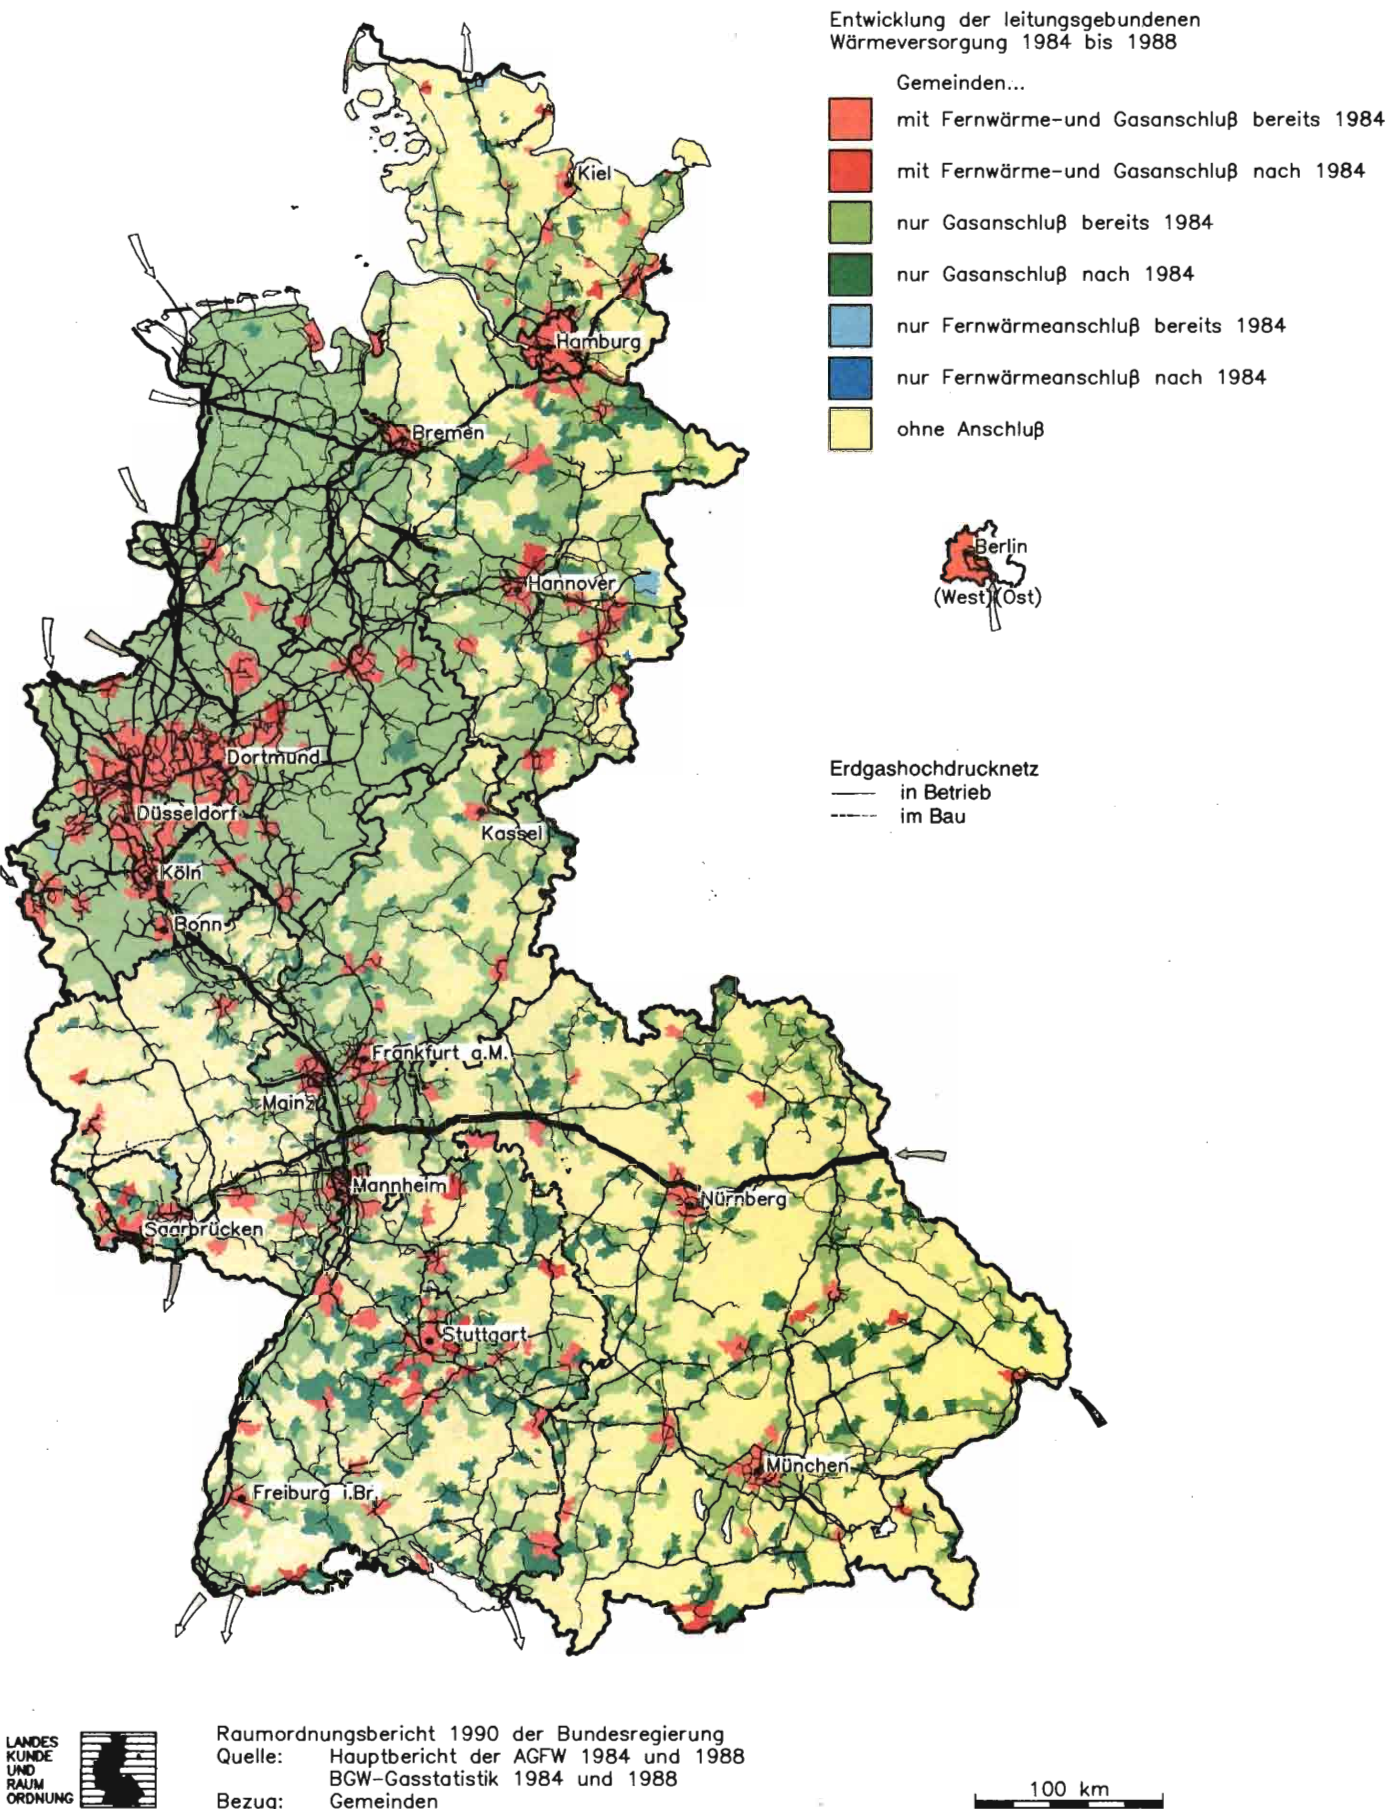 Entwicklung der leitungsgebundenen
Wärmeversorgung 1984 bis 1988
Gemeinden...
mit Fernwärme-und Gasanschluß bereits 1984
mit Fernwärme-und Gasanschluß nach 1984
nur Gasanschluß bereits 1984
nur Gasanschluß nach 1984
nur Fernwärmeanschluß bereits 1984
nur Fernwärmeanschluß nach 1984
ohne Anschluß
Kiel
Hamburg
Bremen
Berlin
(West)(Ost)
Hannover
Dortmund
Düsseldorf
Kassel
Köln
Bonn
Erdgashochdrucknetz
in Betrieb
im Bau
Frankfurt a.M.
Mainz
Mannheim
Nürnberg
Saarbrücken
Stuttgart
München
Freiburg i.Br.
LANDES
KUNDE
UND
RAUM
ORDNUNG
Raumordnungsbericht 1990 der Bundesregierung
Quelle: Hauptbericht der AGFW 1984 und 1988
BGW-Gasstatistik 1984 und 1988
Bezug: Gemeinden
100 km